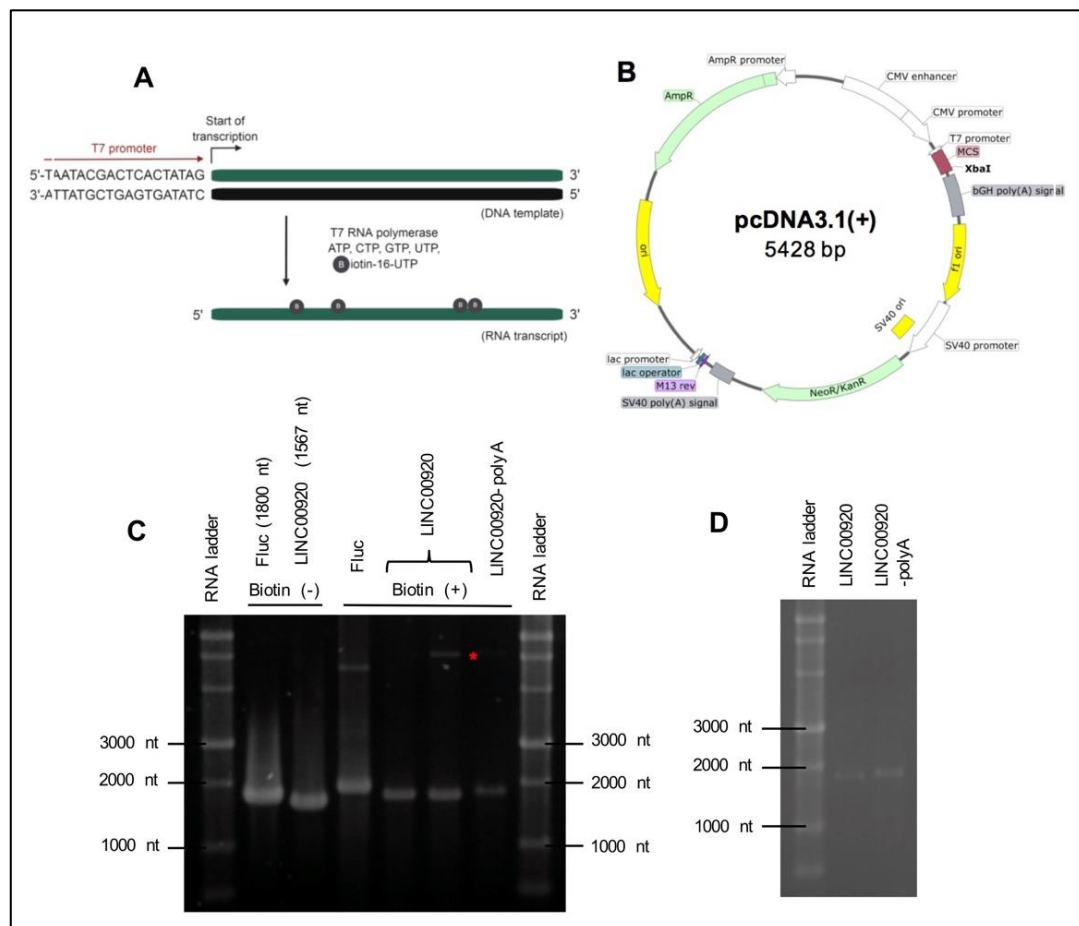 A
T7 promoter
Start of
transcription
5'-TAATACGACTCACTATAG
3'
3'-ATTATGCTGAGTGATATC
5'
(DNA template)
T7 RNA polymerase
ATP, CTP, GTP, UTP,
Biotin-16-UTP
B B B B
5'
3'
(RNA transcript)
B
AmpR promoter
CMV enhancer
AmpR
CMV promoter
T7 promoter
MCS
XbaI
bGH poly(A) signal
pcDNA3.1(+)
5428 bp
ori
f1 ori
SV40 ori
SV40 promoter
lac promoter
lac operator
M13 rev
SV40 poly(A) signal
NeoR/KanR
C
RNA ladder
Fluc (1800 nt)
LINC00920 (1567 nt)
Fluc
LINC00920
LINC00920-polyA
RNA ladder
Biotin (-)
Biotin (+)
*
3000 nt
2000 nt
1000 nt
3000 nt
2000 nt
1000 nt
D
RNA ladder
LINC00920
LINC00920
-polyA
3000 nt
2000 nt
1000 nt